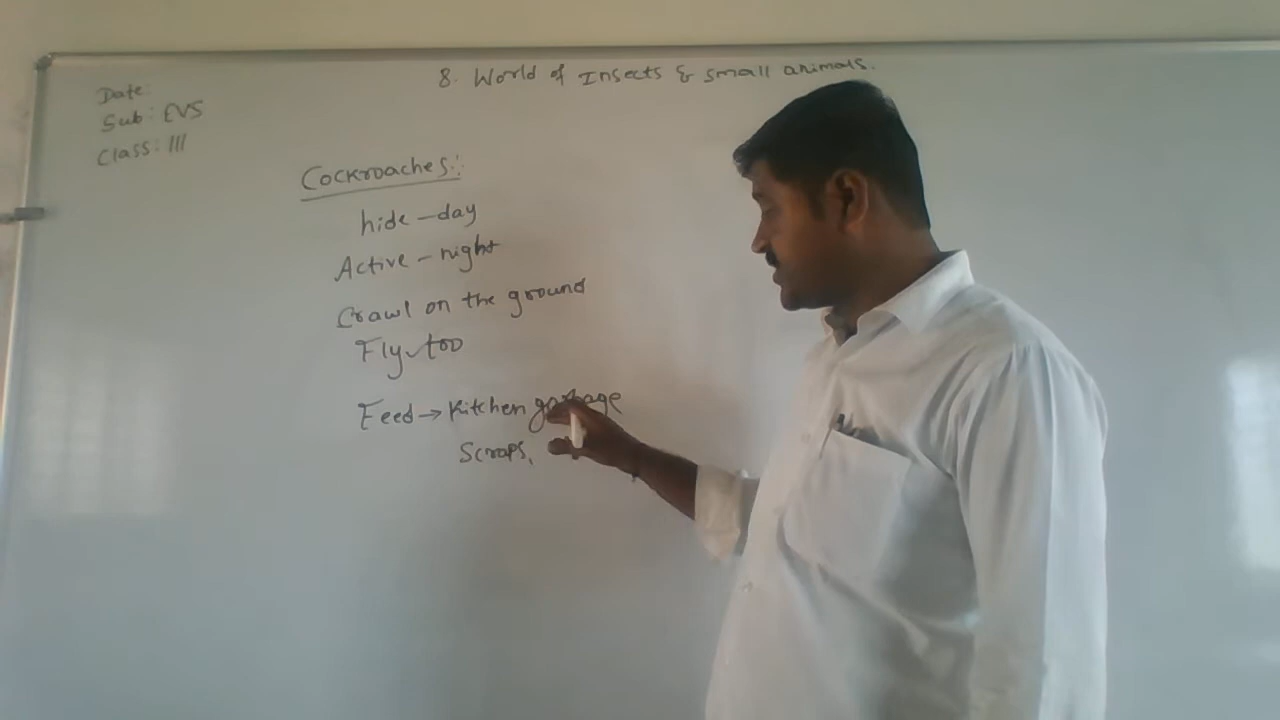 8. World of Insects & small animals.
Date:
Sub: EVS
Class: III
Cockroaches:
hide - day
Active - night
Crawl on the ground
Fly too
Feed → Kitchen garbage
Scraps,